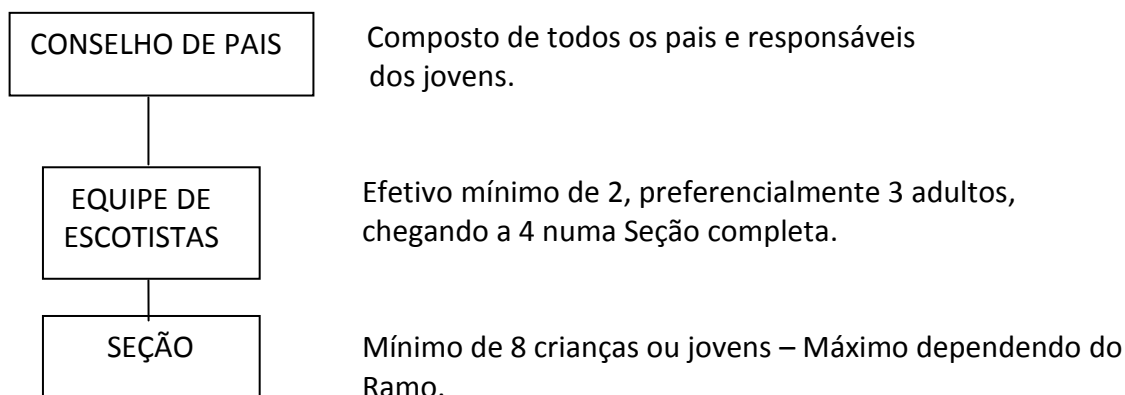 CONSELHO DE PAIS
Composto de todos os pais e responsáveis
dos jovens.
EQUIPE DE
ESCOTISTAS
Efetivo mínimo de 2, preferencialmente 3 adultos,
chegando a 4 numa Seção completa.
SEÇÃO
Mínimo de 8 crianças ou jovens – Máximo dependendo do
Ramo.